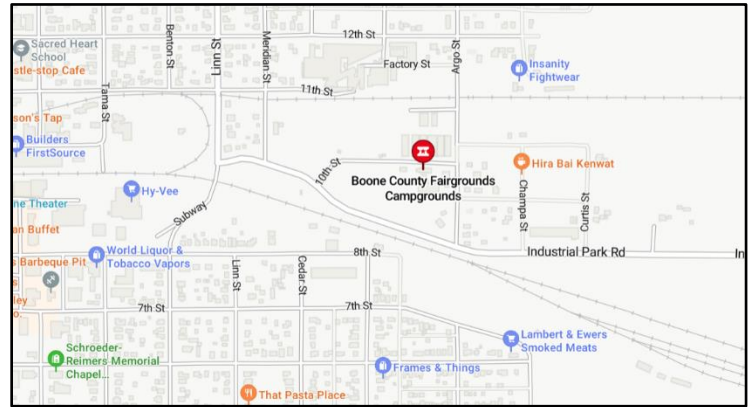 12th St
Benton St
Linn St
Meridian St
Sacred Heart
School
stle-stop Cafe
Factory St
Argo St
Insanity
Fightwear
Tama St
11th St
son's Tap
Builders
FirstSource
10th St
Boone County Fairgrounds
Campgrounds
Hira Bai Kenwat
Champa St
Curtis St
Hy-Vee
Subway
ne Theater
an Buffet
World Liquor &
Tobacco Vapors
Barbeque Pit
s
ley
o.
8th St
Industrial Park Rd
In
Linn St
Cedar St
7th St
7th St
Lambert & Ewers
Smoked Meats
Schroeder-
Reimers Memorial
Chapel...
Frames & Things
That Pasta Place